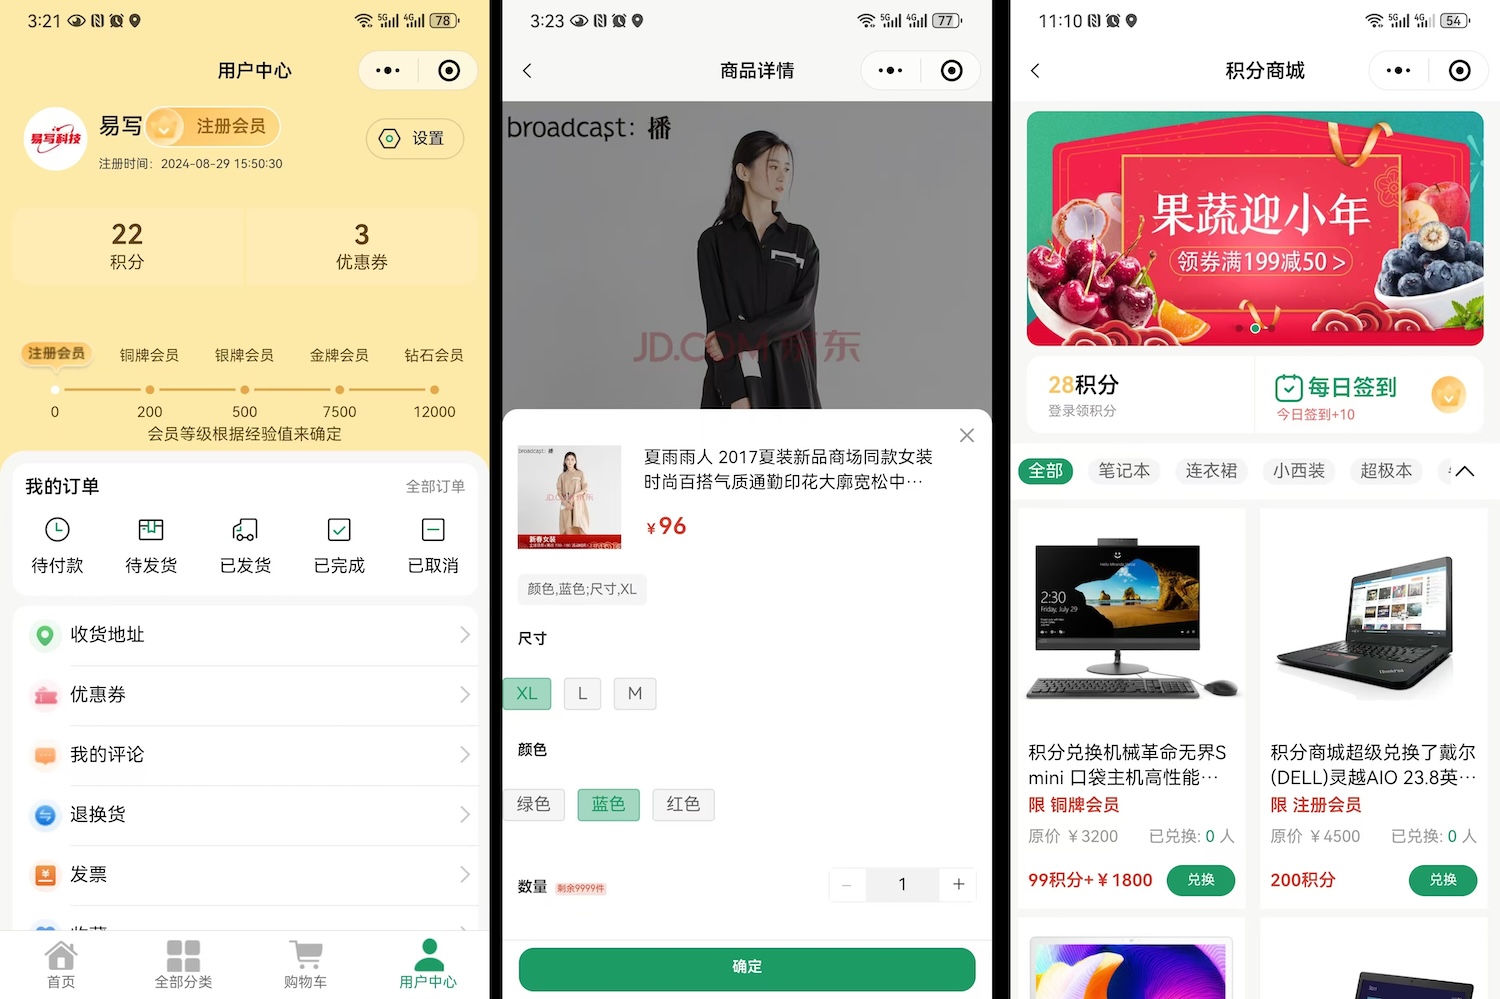 3:21
5G
4G
78
用户中心
易写科技
易写
注册会员
设置
注册时间：2024-08-29 15:50:30
22
积分
3
优惠券
注册会员
铜牌会员
银牌会员
金牌会员
钻石会员
0
200
500
7500
12000
会员等级根据经验值来确定
我的订单
全部订单
待付款
待发货
已发货
已完成
已取消
收货地址
优惠券
我的评论
退换货
发票
首页
全部分类
购物车
用户中心
3:23
5G
4G
77
商品详情
broadcast: 播
JD.COM 京东
broadcast: 播
新春女装
夏雨雨人 2017夏装新品商场同款女装
时尚百搭气质通勤印花大廓宽松中…
¥96
颜色,蓝色;尺寸,XL
尺寸
XL
L
M
颜色
绿色
蓝色
红色
数量
剩余9999件
−
1
+
确定
11:10
5G
4G
54
积分商城
果蔬迎小年
领券满199减50 >
28积分
登录领积分
每日签到
今日签到+10
全部
笔记本
连衣裙
小西装
超极本
2:30
Friday, July 29
ThinkPad
积分兑换机械革命无界S
mini 口袋主机高性能…
限 铜牌会员
原价 ¥3200
已兑换: 0 人
99积分+¥1800
兑换
积分商城超级兑换了戴尔
(DELL)灵越AIO 23.8英…
限 注册会员
原价 ¥4500
已兑换: 0 人
200积分
兑换